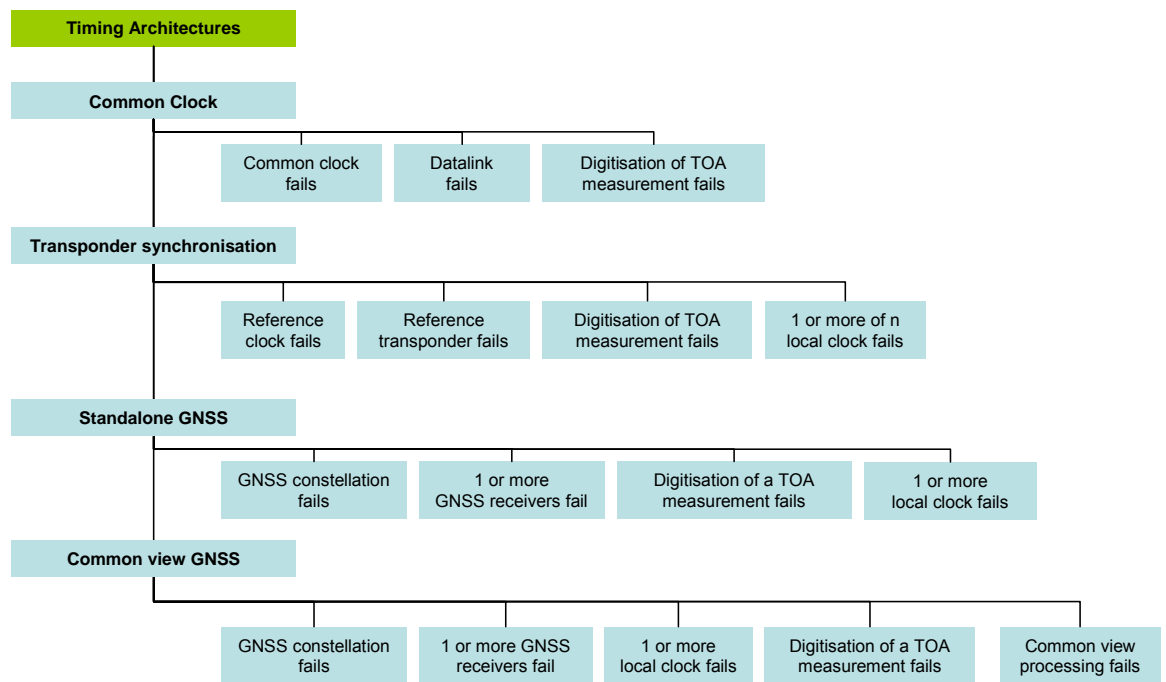 Timing Architectures
Common Clock
Common clock
fails
Datalink
fails
Digitisation of TOA
measurement fails
Transponder synchronisation
Reference
clock fails
Reference
transponder fails
Digitisation of TOA
measurement fails
1 or more of n
local clock fails
Standalone GNSS
GNSS constellation
fails
1 or more
GNSS receivers fail
Digitisation of a TOA
measurement fails
1 or more
local clock fails
Common view GNSS
GNSS constellation
fails
1 or more GNSS
receivers fail
1 or more
local clock fails
Digitisation of a TOA
measurement fails
Common view
processing fails